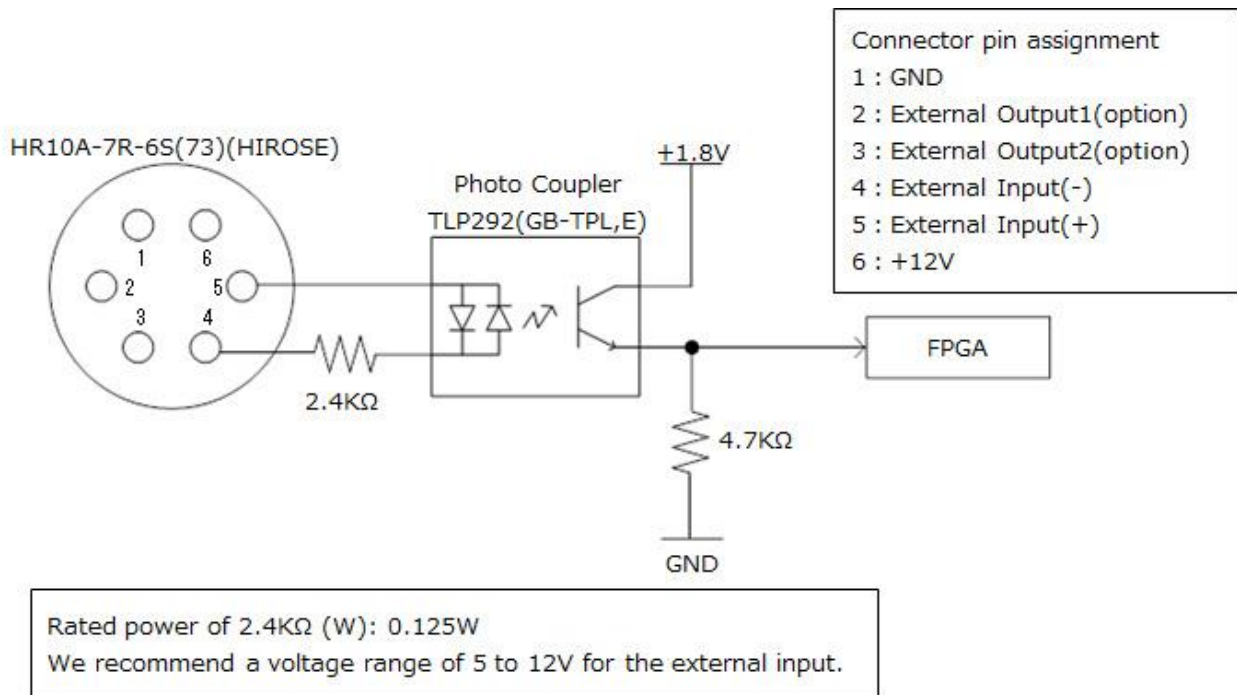 Connector pin assignment
1 : GND
2 : External Output1(option)
3 : External Output2(option)
4 : External Input(-)
5 : External Input(+)
6 : +12V
HR10A-7R-6S(73)(HIROSE)
Photo Coupler
TLP292(GB-TPL,E)
+1.8V
1
6
2
5
3
4
2.4KΩ
FPGA
4.7KΩ
GND
Rated power of 2.4KΩ (W): 0.125W
We recommend a voltage range of 5 to 12V for the external input.